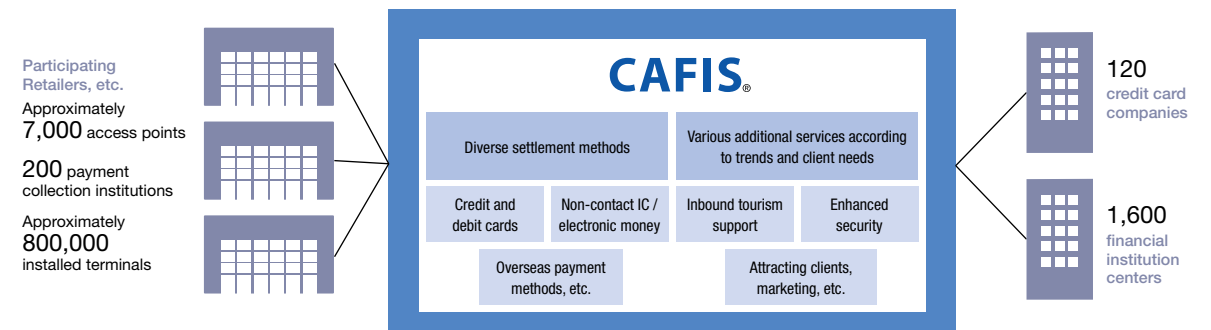 Participating
Retailers, etc.
Approximately
7,000 access points
200 payment
collection institutions
Approximately
800,000
installed terminals
CAFIS®
Diverse settlement methods
Various additional services according
to trends and client needs
Credit and
debit cards
Non-contact IC /
electronic money
Inbound tourism
support
Enhanced
security
Overseas payment
methods, etc.
Attracting clients,
marketing, etc.
120
credit card
companies
1,600
financial
institution
centers